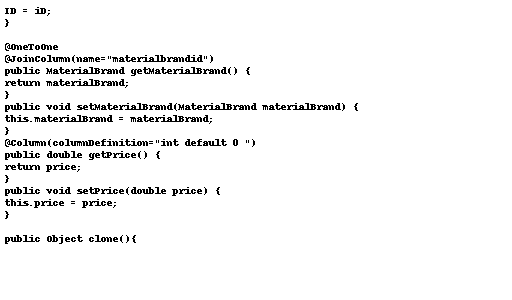 ID = iD;
}
@OneToOne
@JoinColumn(name="materialbrandid")
public MaterialBrand getMaterialBrand() {
return materialBrand;
}
public void setMaterialBrand(MaterialBrand materialBrand) {
this.materialBrand = materialBrand;
}
@Column(columnDefinition="int default 0 ")
public double getPrice() {
return price;
}
public void setPrice(double price) {
this.price = price;
}
public Object clone(){